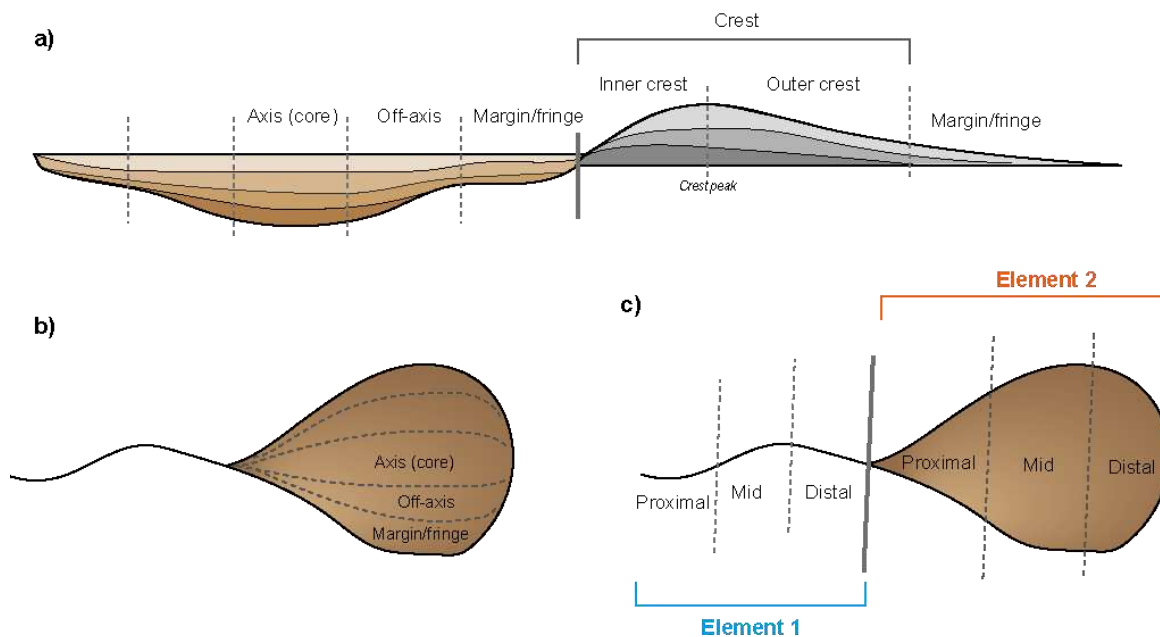 a)
Crest
Inner crest
Outer crest
Axis (core)
Off-axis
Margin/fringe
Margin/fringe
Crest peak
b)
Axis (core)
Off-axis
Margin/fringe
c)
Element 2
Proximal
Mid
Distal
Proximal
Mid
Distal
Element 1